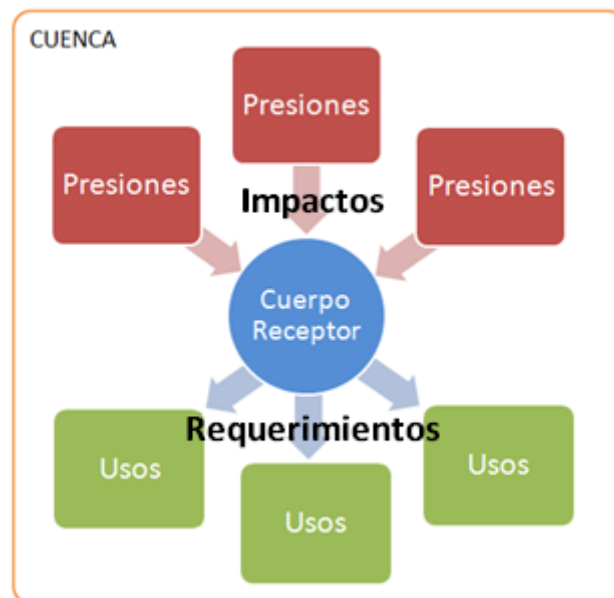 CUENCA
Presiones
Presiones
Presiones
Impactos
Cuerpo
Receptor
Requerimientos
Usos
Usos
Usos